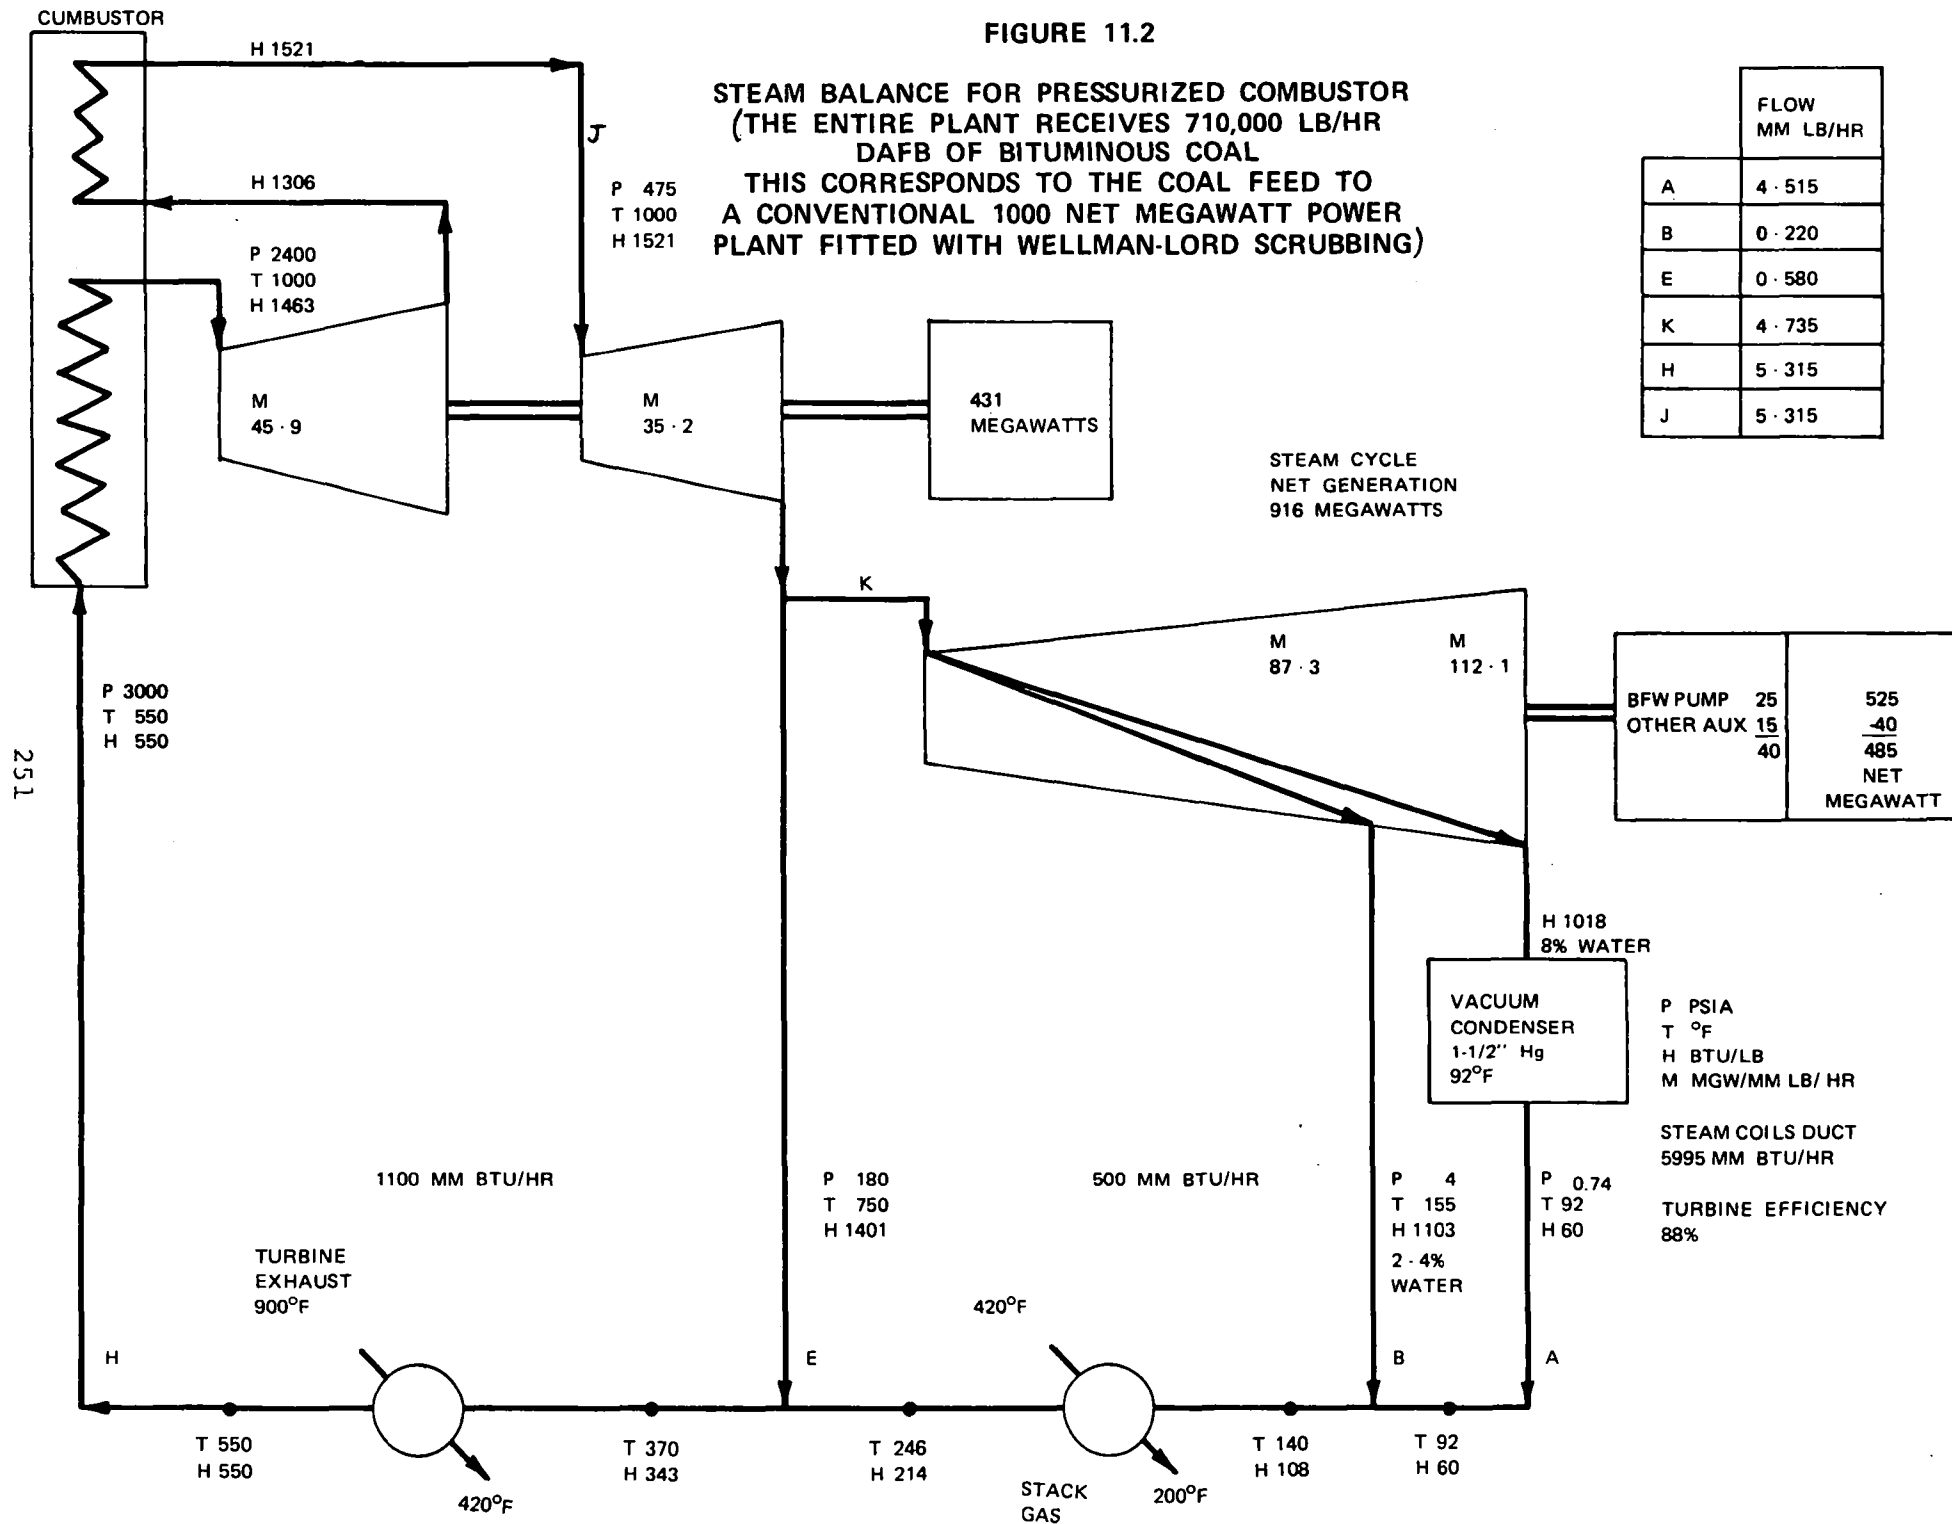 CUMBUSTOR
FIGURE 11.2
STEAM BALANCE FOR PRESSURIZED COMBUSTOR
(THE ENTIRE PLANT RECEIVES 710,000 LB/HR
DAFB OF BITUMINOUS COAL
THIS CORRESPONDS TO THE COAL FEED TO
A CONVENTIONAL 1000 NET MEGAWATT POWER
PLANT FITTED WITH WELLMAN-LORD SCRUBBING)
H 1521
J
H 1306
P 475
T 1000
H 1521
P 2400
T 1000
H 1463
FLOW
MM LB/HR
A 4·515
B 0·220
E 0·580
K 4·735
H 5·315
J 5·315
M
45·9
M
35·2
431
MEGAWATTS
STEAM CYCLE
NET GENERATION
916 MEGAWATTS
K
M
87·3
M
112·1
BFW PUMP 25
OTHER AUX 15
40
525
-40
485
NET
MEGAWATT
P 3000
T 550
H 550
251
H 1018
8% WATER
VACUUM
CONDENSER
1-1/2" Hg
92°F
P PSIA
T °F
H BTU/LB
M MGW/MM LB/HR
STEAM COILS DUCT
5995 MM BTU/HR
TURBINE EFFICIENCY
88%
1100 MM BTU/HR
P 180
T 750
H 1401
500 MM BTU/HR
P 4
T 155
H 1103
2·4%
WATER
P 0.74
T 92
H 60
TURBINE
EXHAUST
900°F
420°F
H
E
B
A
T 550
H 550
420°F
T 370
H 343
T 246
H 214
STACK
GAS
200°F
T 140
H 108
T 92
H 60